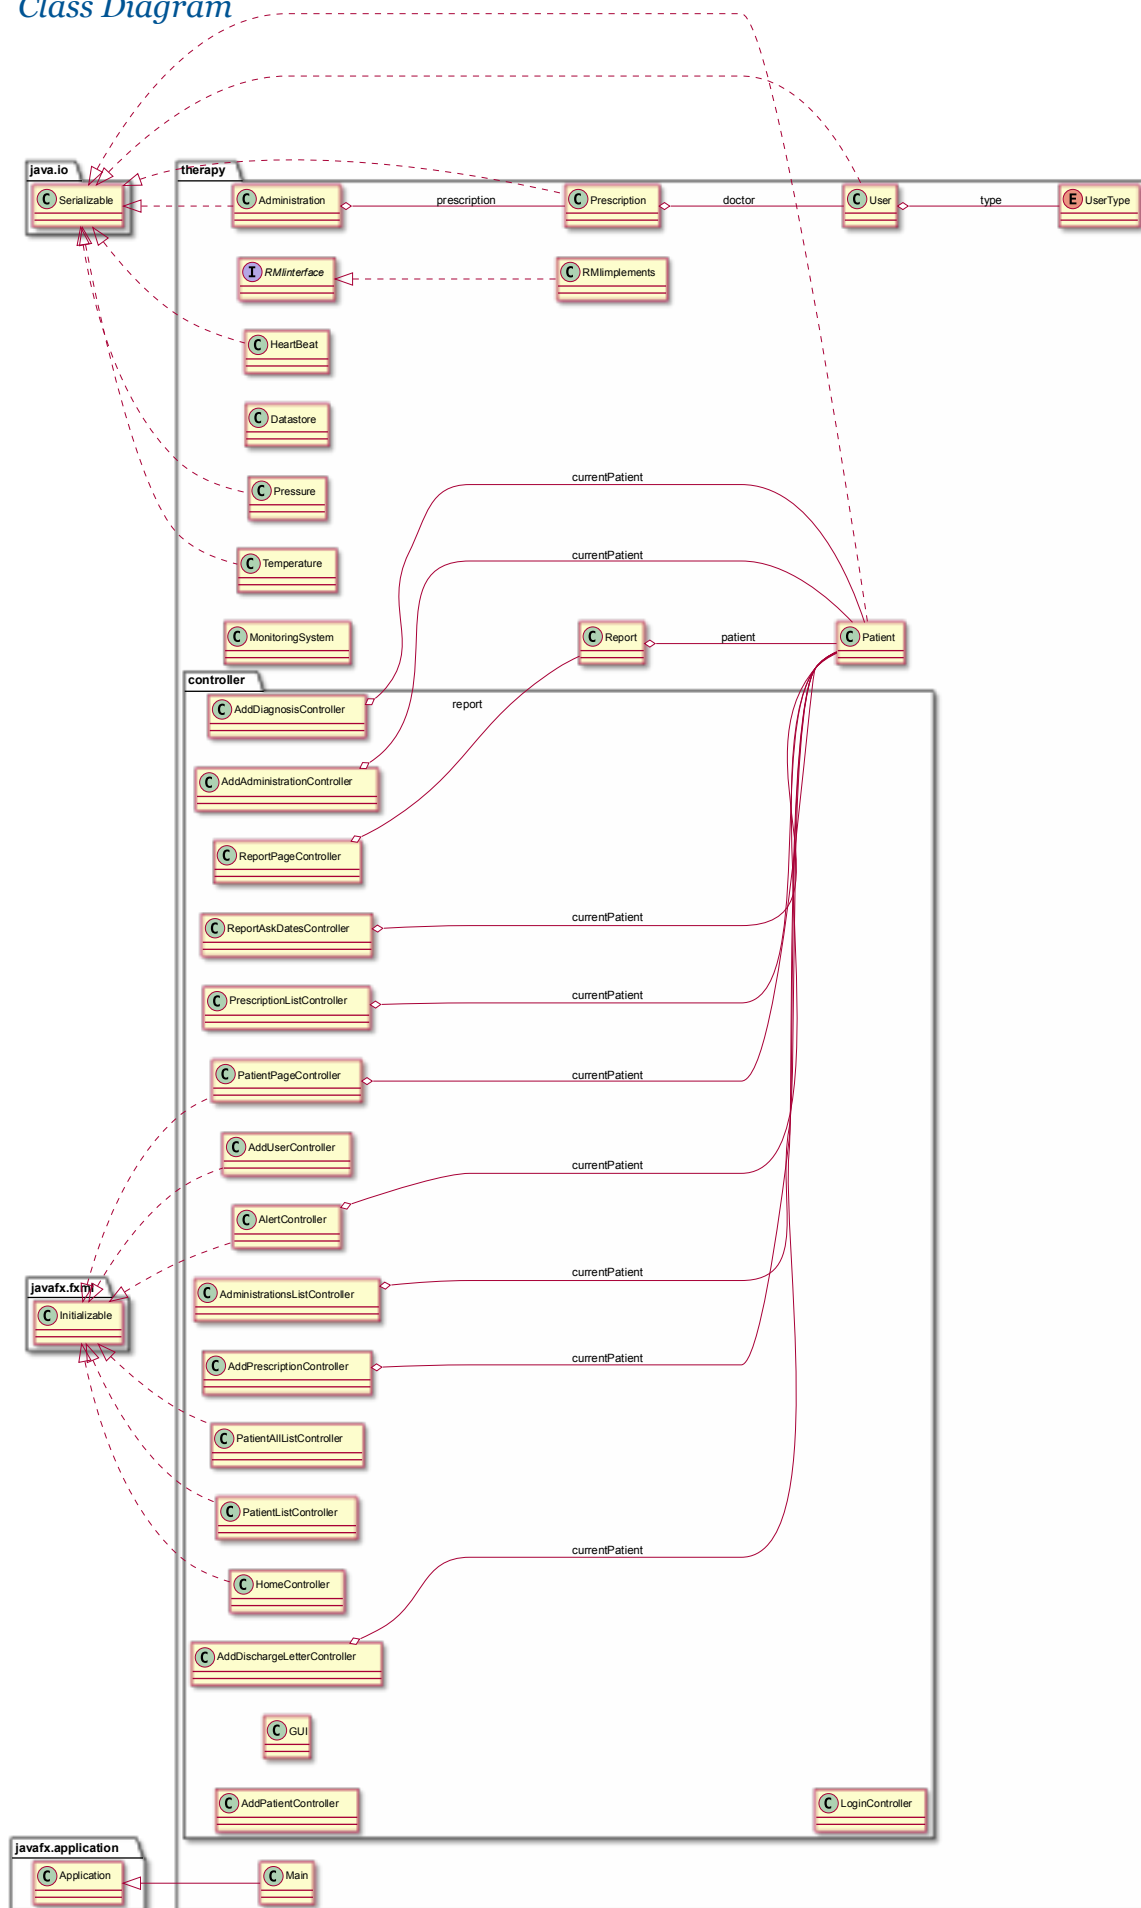 Class Diagram
java.io
therapy
C Serializable
C Administration
prescription
C Prescription
doctor
C User
type
E UserType
I RMIinterface
C RMIimplements
C HeartBeat
C Datastore
C Pressure
currentPatient
C Temperature
currentPatient
C MonitoringSystem
C Report
patient
C Patient
controller
C AddDiagnosisController
report
C AddAdministrationController
C ReportPageController
C ReportAskDatesController
currentPatient
C PrescriptionListController
currentPatient
C PatientPageController
currentPatient
C AddUserController
currentPatient
C AlertController
javafx.fxml
C Initializable
C AdministrationsListController
currentPatient
C AddPrescriptionController
currentPatient
C PatientAllListController
C PatientListController
C HomeController
currentPatient
C AddDischargeLetterController
C GUI
C AddPatientController
C LoginController
javafx.application
C Application
C Main